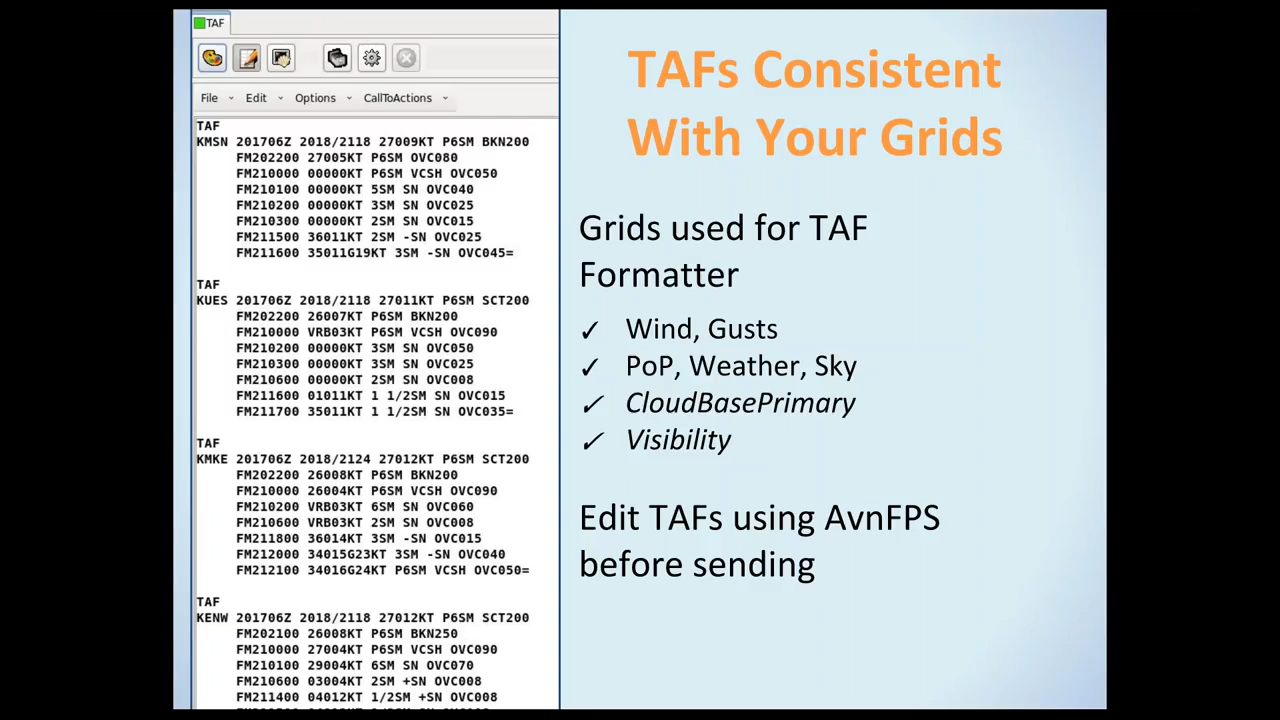 TAF
File Edit Options CallToActions
TAF
KMSN 201706Z 2018/2118 27009KT P6SM BKN200
FM202200 27005KT P6SM OVC080
FM210000 00000KT P6SM VCSH OVC050
FM210100 00000KT 5SM SN OVC040
FM210200 00000KT 3SM SN OVC025
FM210300 00000KT 2SM SN OVC015
FM211500 36011KT 2SM -SN OVC025
FM211600 35011G19KT 3SM -SN OVC045=
TAF
KUES 201706Z 2018/2118 27011KT P6SM SCT200
FM202200 26007KT P6SM BKN200
FM210000 VRB03KT P6SM VCSH OVC090
FM210200 00000KT 3SM SN OVC050
FM210300 00000KT 3SM SN OVC025
FM210600 00000KT 2SM SN OVC008
FM211600 01011KT 1 1/2SM SN OVC015
FM211700 35011KT 1 1/2SM SN OVC035=
TAF
KMKE 201706Z 2018/2124 27012KT P6SM SCT200
FM202200 26008KT P6SM BKN200
FM210000 26004KT P6SM VCSH OVC090
FM210200 VRB03KT 6SM SN OVC060
FM210600 VRB03KT 2SM SN OVC008
FM211800 36014KT 3SM -SN OVC015
FM212000 34015G23KT 3SM -SN OVC040
FM212100 34016G24KT P6SM VCSH OVC050=
TAF
KENW 201706Z 2018/2118 27012KT P6SM SCT200
FM202100 26008KT P6SM BKN250
FM210000 27004KT P6SM VCSH OVC090
FM210100 29004KT 6SM SN OVC070
FM210600 03004KT 2SM +SN OVC008
FM211400 04012KT 1/2SM +SN OVC008
TAFs Consistent
With Your Grids
Grids used for TAF
Formatter
✓ Wind, Gusts
✓ PoP, Weather, Sky
✓ CloudBasePrimary
✓ Visibility
Edit TAFs using AvnFPS
before sending